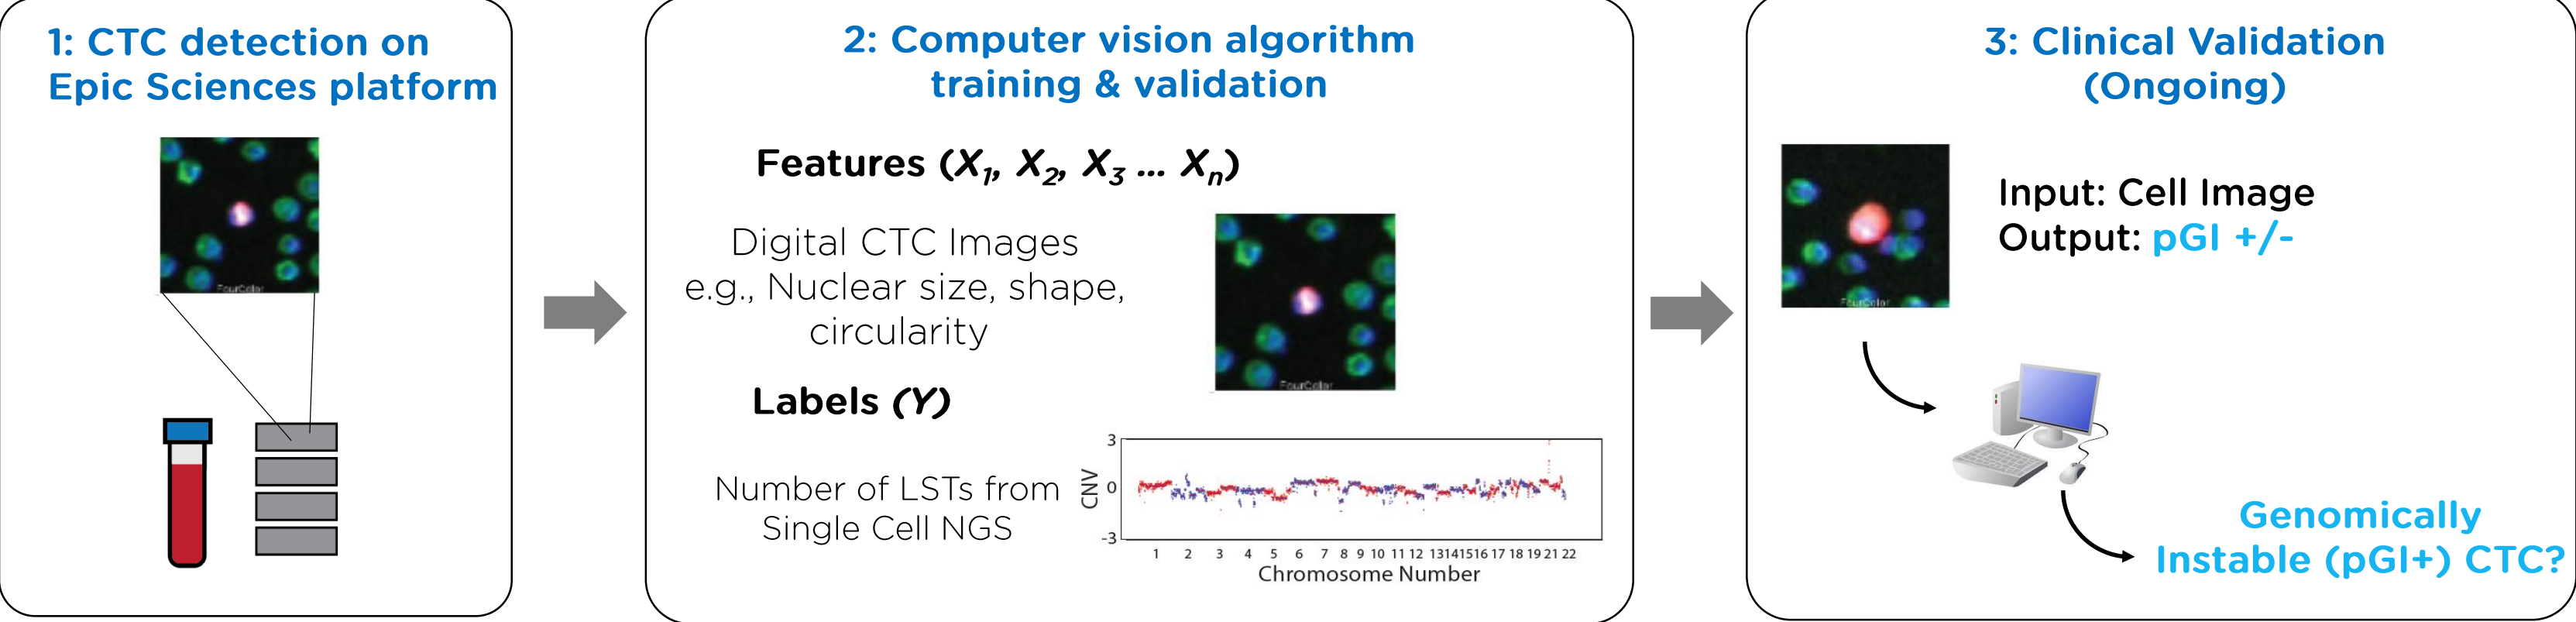 1: CTC detection on
Epic Sciences platform
FourColor
2: Computer vision algorithm
training & validation
Features (X1, X2, X3 ... Xn)
Digital CTC Images
e.g., Nuclear size, shape,
circularity
FourColor
Labels (Y)
Number of LSTs from
Single Cell NGS
CNV
3
0
-3
1 2 3 4 5 6 7 8 9 10 11 12 13 14 15 16 17 18 19 21 22
Chromosome Number
3: Clinical Validation
(Ongoing)
FourColor
Input: Cell Image
Output: pGI +/-
Genomically
Instable (pGI+) CTC?